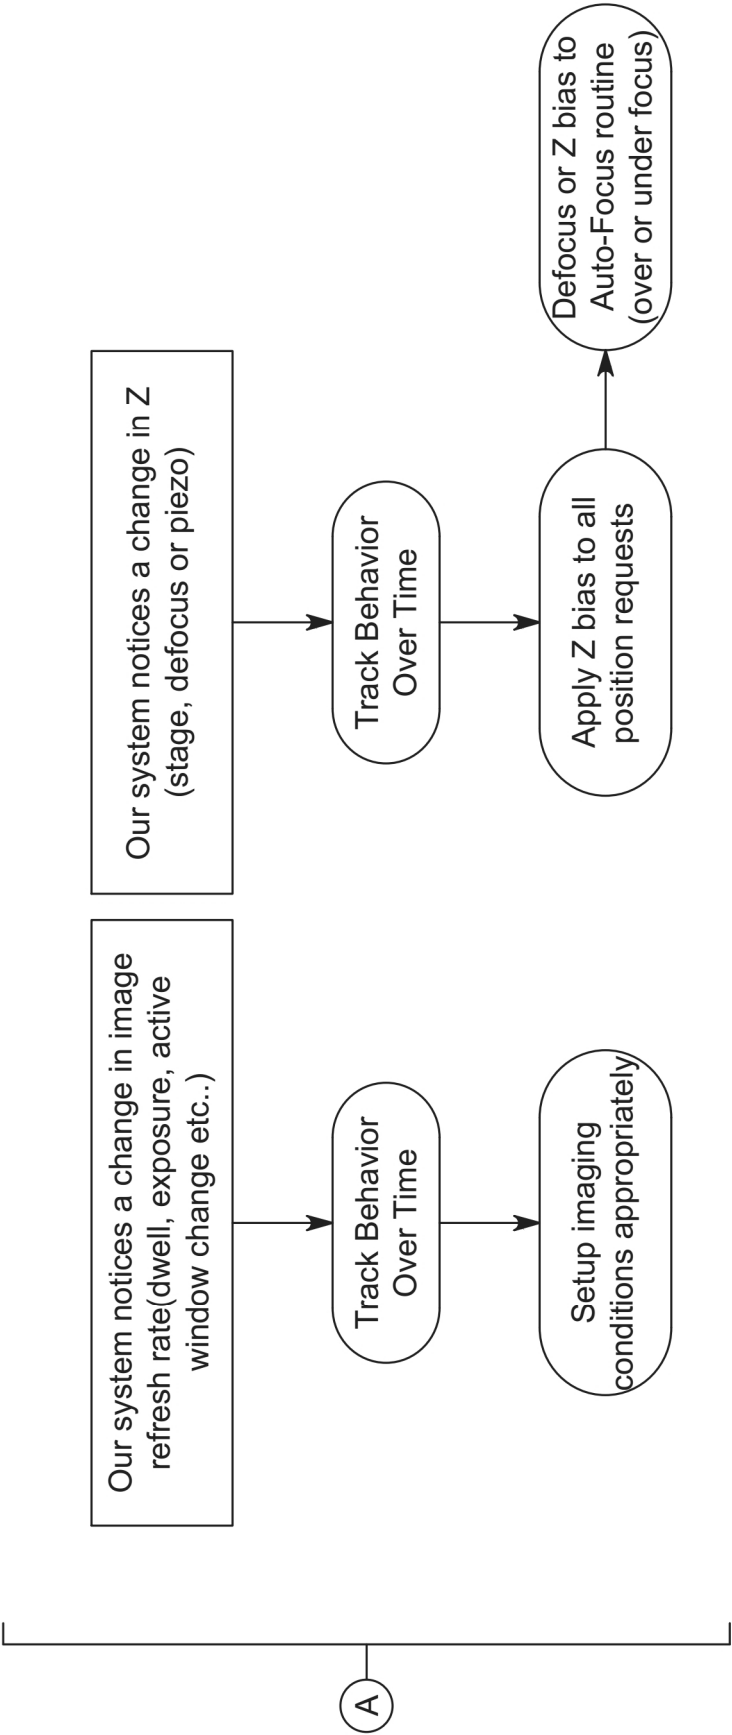 A
Our system notices a change in image
refresh rate(dwell, exposure, active
window change etc..)
Track Behavior
Over Time
Setup imaging
conditions appropriately
Our system notices a change in Z
(stage, defocus or piezo)
Track Behavior
Over Time
Apply Z bias to all
position requests
Defocus or Z bias to
Auto-Focus routine
(over or under focus)